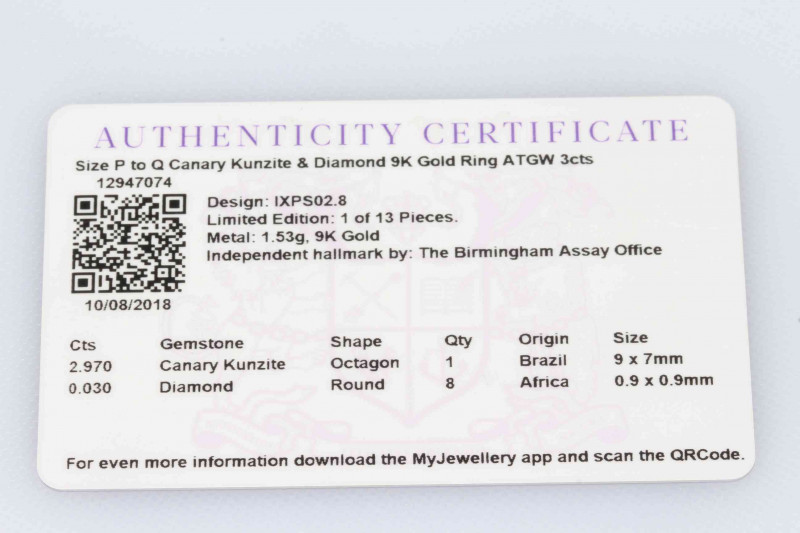 AUTHENTICITY CERTIFICATE
Size P to Q Canary Kunzite & Diamond 9K Gold Ring ATGW 3cts
12947074
Design: IXPS02.8
Limited Edition: 1 of 13 Pieces.
Metal: 1.53g, 9K Gold
Independent hallmark by: The Birmingham Assay Office
10/08/2018
Cts Gemstone Shape Qty Origin Size
2.970 Canary Kunzite Octagon 1 Brazil 9 x 7mm
0.030 Diamond Round 8 Africa 0.9 x 0.9mm
For even more information download the MyJewellery app and scan the QRCode.